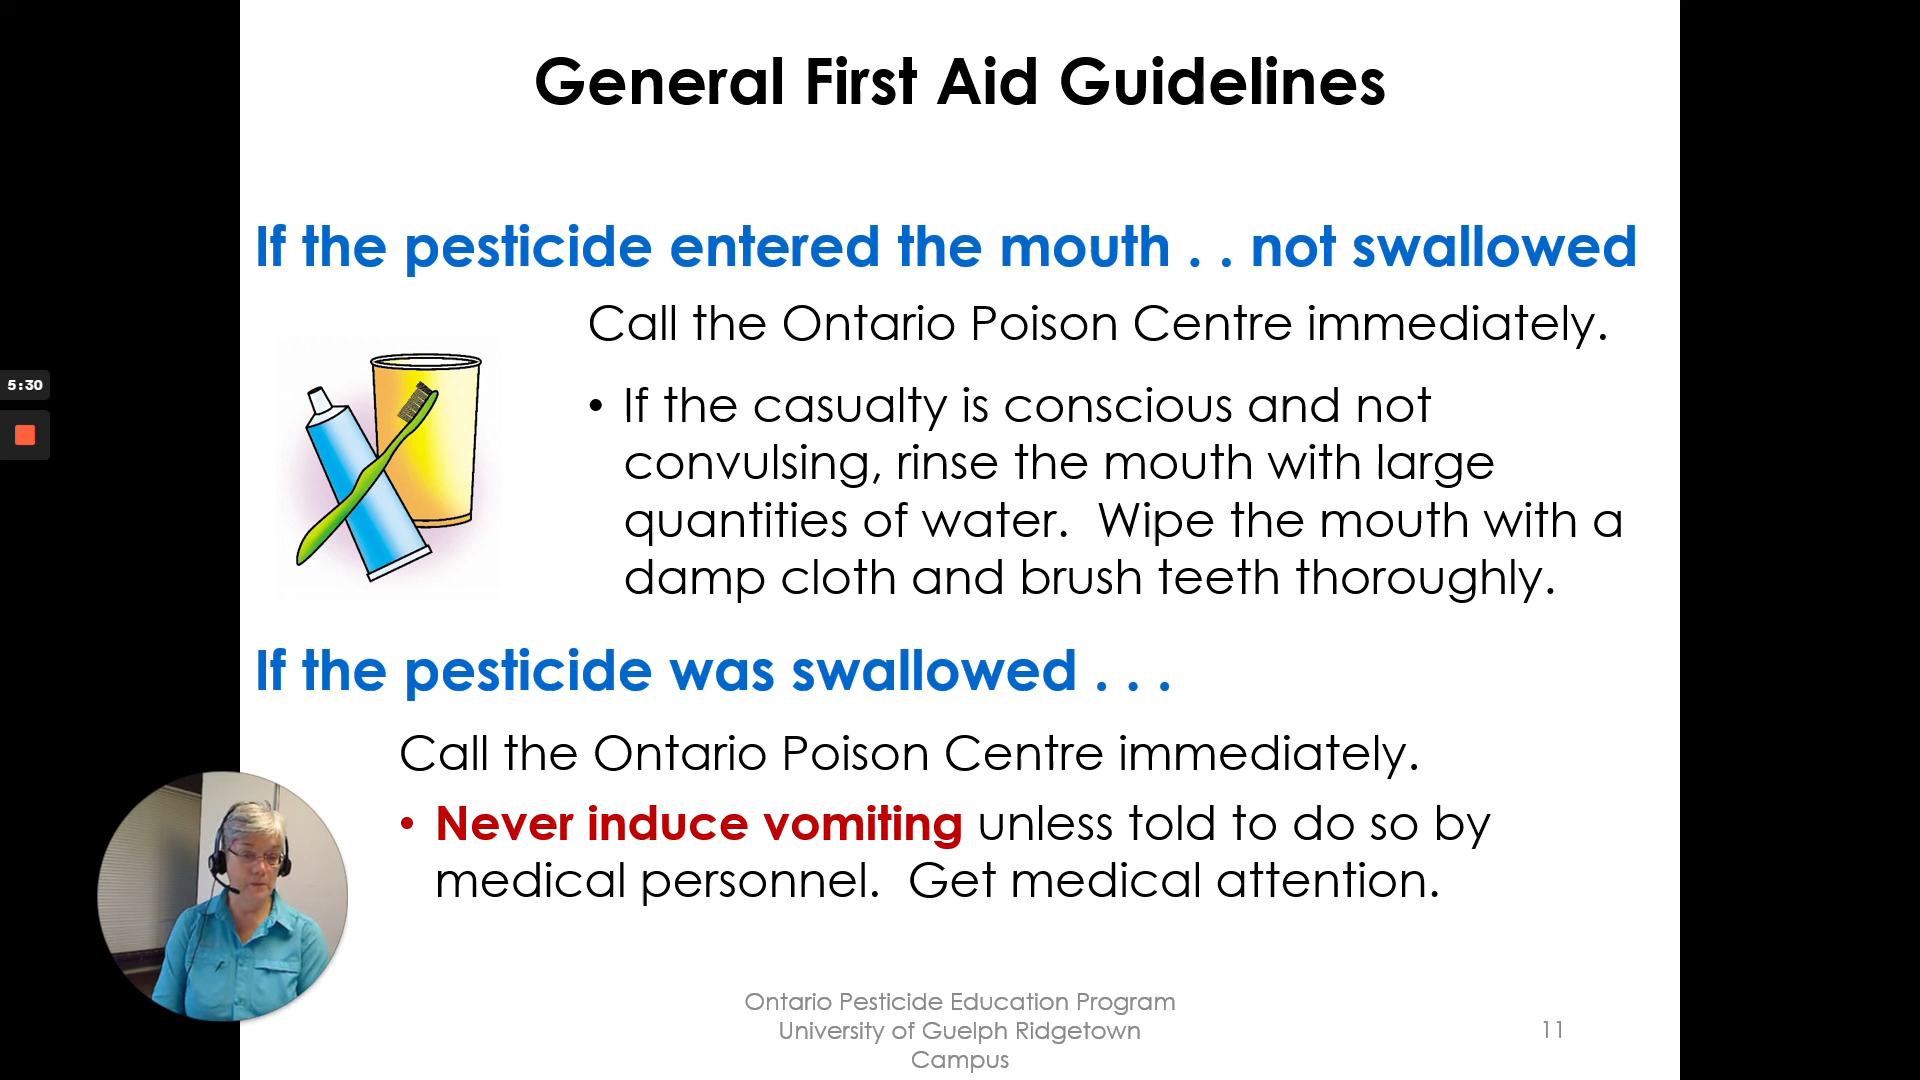 General First Aid Guidelines
If the pesticide entered the mouth . . not swallowed
Call the Ontario Poison Centre immediately.
• If the casualty is conscious and not
convulsing, rinse the mouth with large
quantities of water.  Wipe the mouth with a
damp cloth and brush teeth thoroughly.
5:30
If the pesticide was swallowed . . .
Call the Ontario Poison Centre immediately.
• Never induce vomiting unless told to do so by
medical personnel.  Get medical attention.
Ontario Pesticide Education Program
University of Guelph Ridgetown
Campus
11